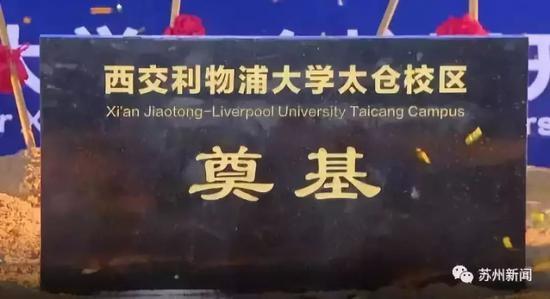 西交利物浦大学太仓校区
Xi'an Jiaotong-Liverpool University Taicang Campus
奠基
苏州新闻